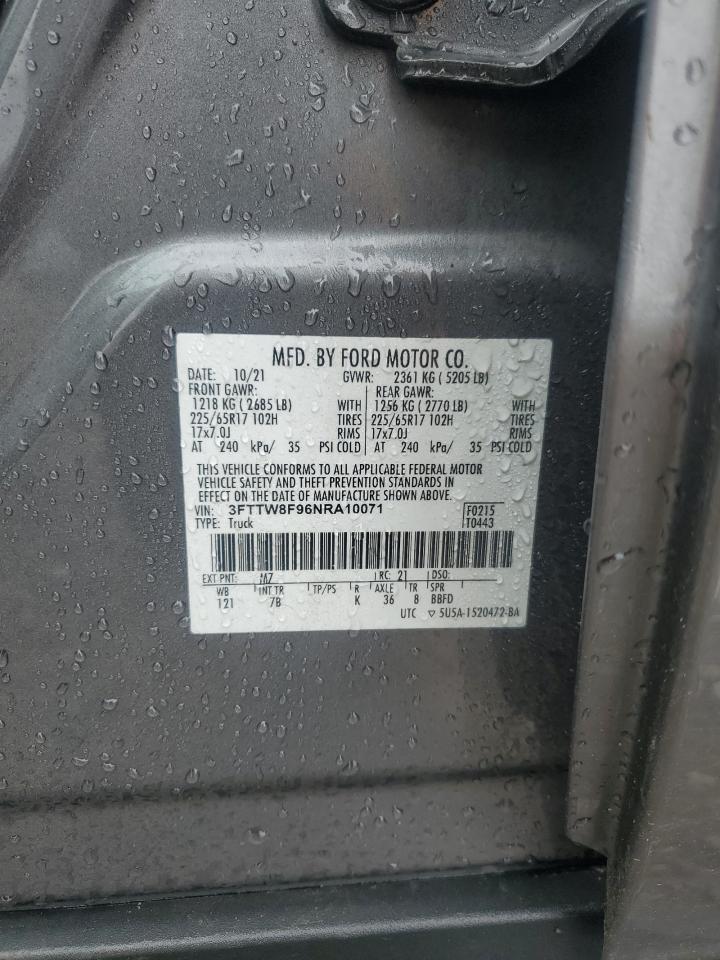 MFD. BY FORD MOTOR CO.
DATE: 10/21 GVWR: 2361 KG ( 5205 LB)
FRONT GAWR: REAR GAWR:
1218 KG ( 2685 LB) WITH 1256 KG ( 2770 LB) WITH
225/65R17 102H TIRES 225/65R17 102H TIRES
17x7.0J RIMS 17x7.0J RIMS
AT 240 kPa/ 35 PSI COLD AT 240 kPa/ 35 PSI COLD
THIS VEHICLE CONFORMS TO ALL APPLICABLE FEDERAL MOTOR
VEHICLE SAFETY AND THEFT PREVENTION STANDARDS IN
EFFECT ON THE DATE OF MANUFACTURE SHOWN ABOVE.
VIN: 3FTTW8F96NRA10071 F0215
TYPE: Truck T0443
EXT PNT: M7 RC: 21 DSO:
WB INT TR TP/PS R AXLE TR SPR
121 7B K 36 8 BBFD
UTC ▽ 5U5A-1520472-BA